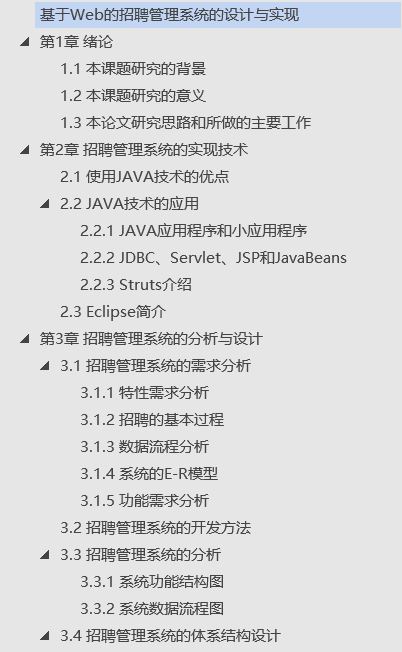 基于Web的招聘管理系统的设计与实现
第1章 绪论
1.1 本课题研究的背景
1.2 本课题研究的意义
1.3 本论文研究思路和所做的主要工作
第2章 招聘管理系统的实现技术
2.1 使用JAVA技术的优点
2.2 JAVA技术的应用
2.2.1 JAVA应用程序和小应用程序
2.2.2 JDBC、Servlet、JSP和JavaBeans
2.2.3 Struts介绍
2.3 Eclipse简介
第3章 招聘管理系统的分析与设计
3.1 招聘管理系统的需求分析
3.1.1 特性需求分析
3.1.2 招聘的基本过程
3.1.3 数据流程分析
3.1.4 系统的E-R模型
3.1.5 功能需求分析
3.2 招聘管理系统的开发方法
3.3 招聘管理系统的分析
3.3.1 系统功能结构图
3.3.2 系统数据流程图
3.4 招聘管理系统的体系结构设计